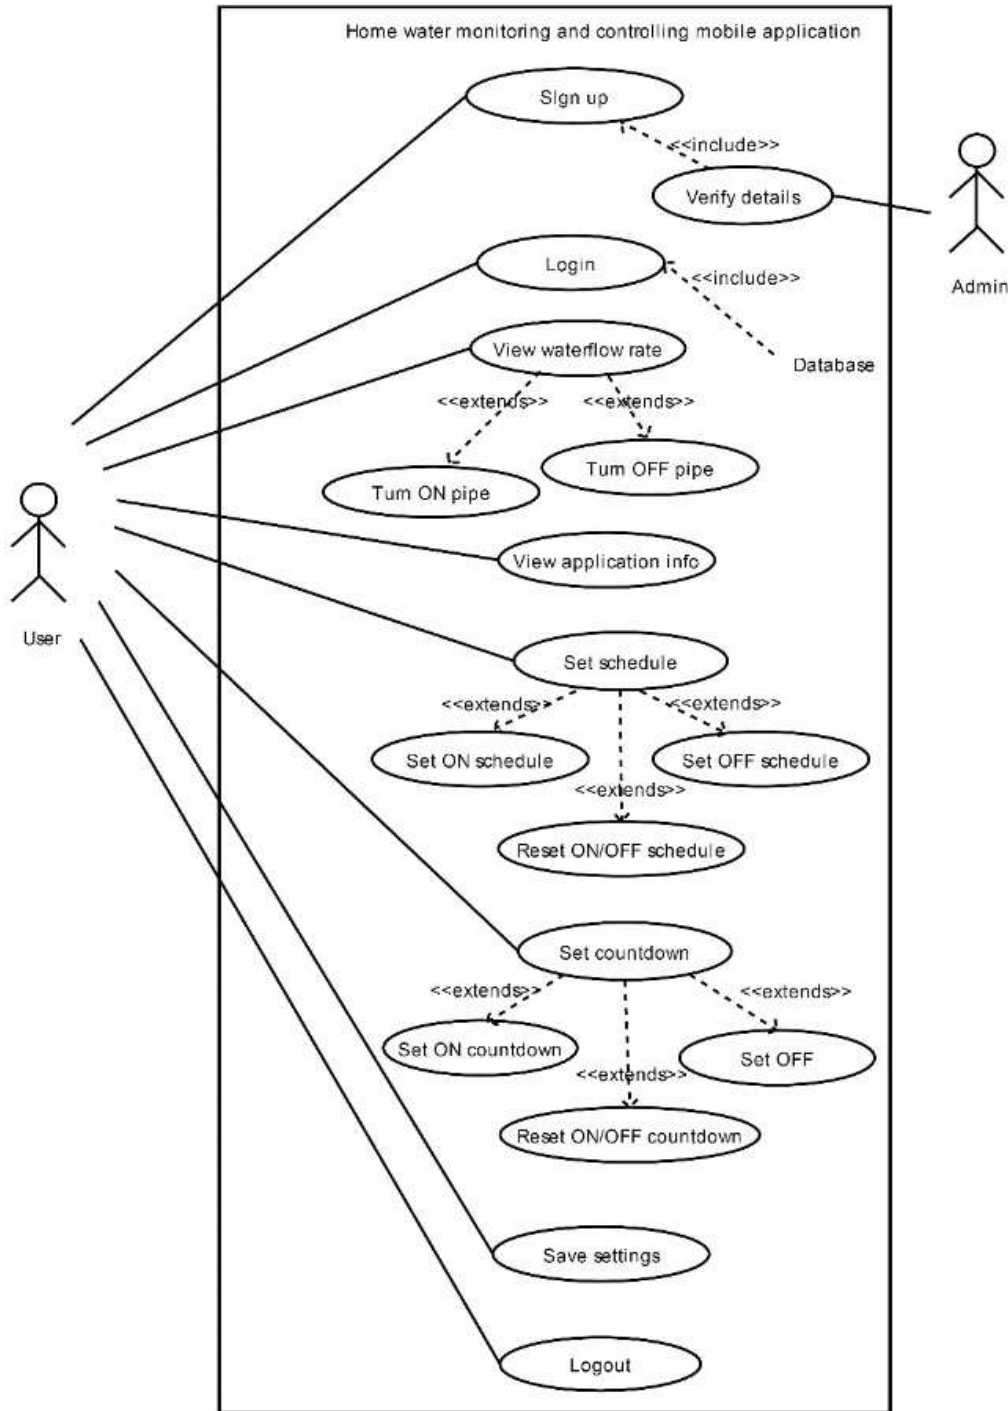 Home water monitoring and controlling mobile application
Sign up
<<include>>
Verify details
Admin
Login
<<include>>
View waterflow rate
Database
<<extends>>
<<extends>>
Turn ON pipe
Turn OFF pipe
View application info
User
Set schedule
<<extends>>
<<extends>>
Set ON schedule
Set OFF schedule
<<extends>>
Reset ON/OFF schedule
Set countdown
<<extends>>
<<extends>>
Set ON countdown
Set OFF
<<extends>>
Reset ON/OFF countdown
Save settings
Logout